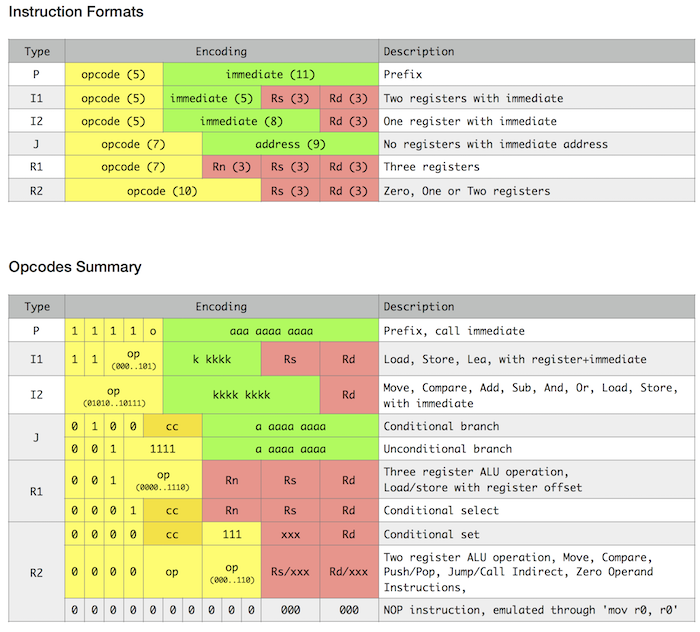 Instruction Formats
Type Encoding Description
P opcode (5) immediate (11) Prefix
I1 opcode (5) immediate (5) Rs (3) Rd (3) Two registers with immediate
I2 opcode (5) immediate (8) Rd (3) One register with immediate
J opcode (7) address (9) No registers with immediate address
R1 opcode (7) Rn (3) Rs (3) Rd (3) Three registers
R2 opcode (10) Rs (3) Rd (3) Zero, One or Two registers
Opcodes Summary
Type Encoding Description
P 1 1 1 1 o aaa aaaa aaaa Prefix, call immediate
I1 1 1 op (000..101) k kkkk Rs Rd Load, Store, Lea, with register+immediate
I2 op (01010..10111) kkkk kkkk Rd Move, Compare, Add, Sub, And, Or, Load, Store,
with immediate
J 0 1 0 0 cc a aaaa aaaa Conditional branch
0 0 1 1111 a aaaa aaaa Unconditional branch
R1 0 0 1 op (0000..1110) Rn Rs Rd Three register ALU operation,
Load/store with register offset
0 0 0 1 cc Rn Rs Rd Conditional select
R2 0 0 0 0 cc 111 xxx Rd Conditional set
0 0 0 0 op op (000..110) Rs/xxx Rd/xxx Two register ALU operation, Move, Compare,
Push/Pop, Jump/Call Indirect, Zero Operand
Instructions,
0 0 0 0 0 0 0 0 0 0 000 000 NOP instruction, emulated through 'mov r0, r0'